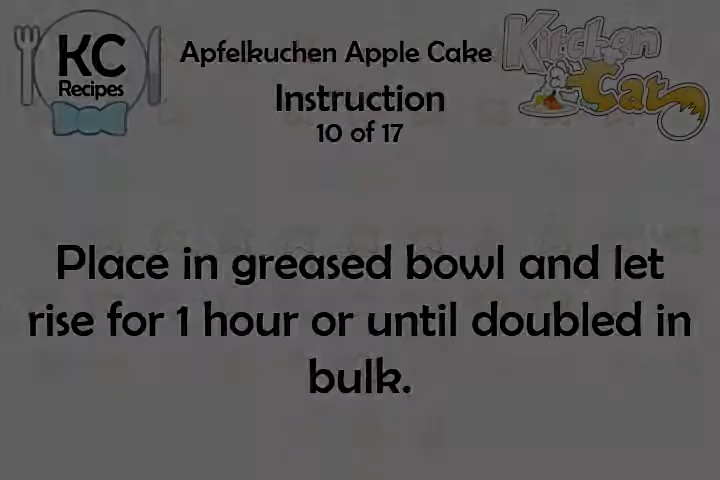 KC
Recipes
Apfelkuchen Apple Cake
Kitchen
Cat
Instruction
10 of 17
Place in greased bowl and let
rise for 1 hour or until doubled in
bulk.